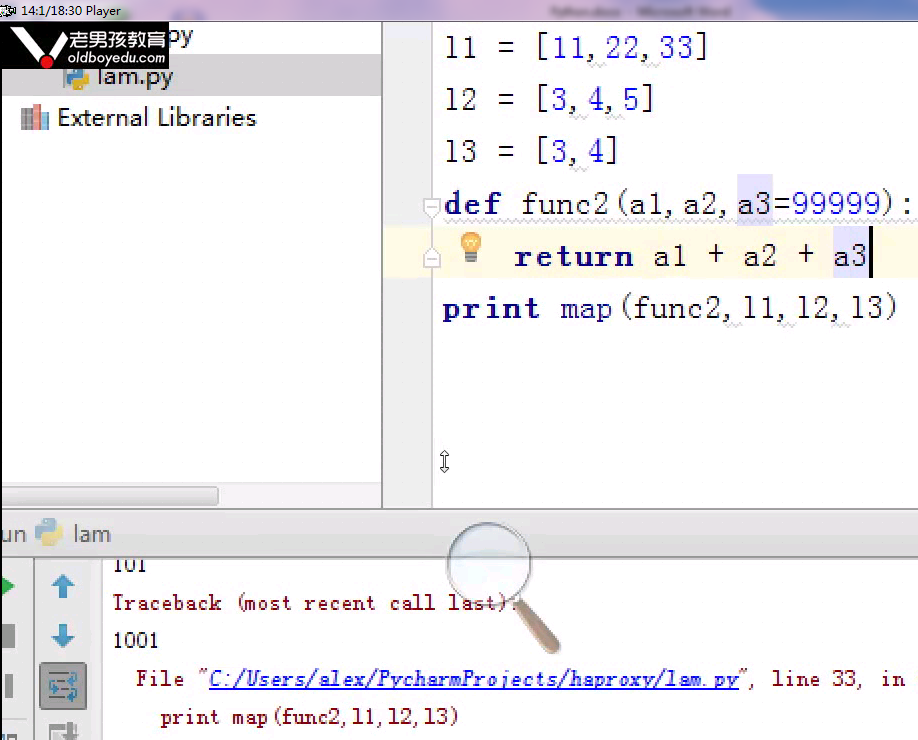 14:1/18:30 Player
老男孩教育
oldboyedu.com
py
lam.py
External Libraries
l1 = [11,22,33]
l2 = [3,4,5]
l3 = [3,4]
def func2(a1,a2,a3=99999):
return a1 + a2 + a3
print map(func2,l1,l2,l3)
un lam
101
Traceback (most recent call last):
1001
File "C:/Users/alex/PycharmProjects/haproxy/lam.py", line 33, in
print map(func2,l1,l2,l3)